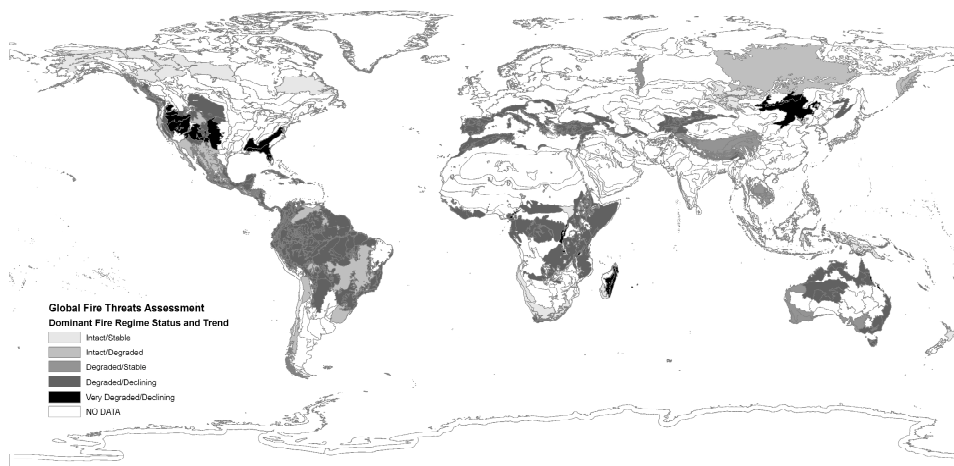 Global Fire Threats Assessment
Dominant Fire Regime Status and Trend
Intact/Stable
Intact/Degraded
Degraded/Stable
Degraded/Declining
Very Degraded/Declining
NO DATA